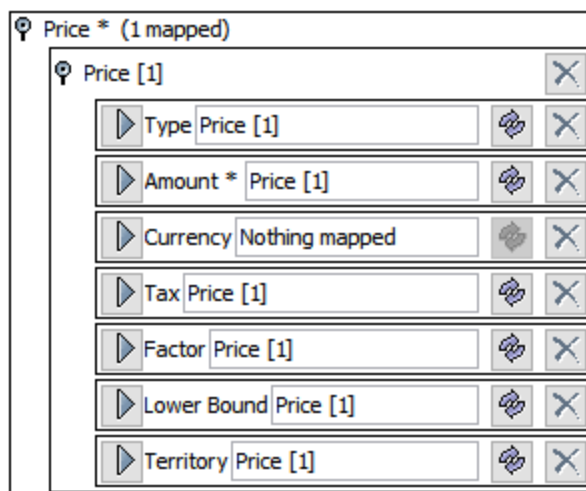 Price * (1 mapped)
Price [1]
Type Price [1]
Amount * Price [1]
Currency Nothing mapped
Tax Price [1]
Factor Price [1]
Lower Bound Price [1]
Territory Price [1]